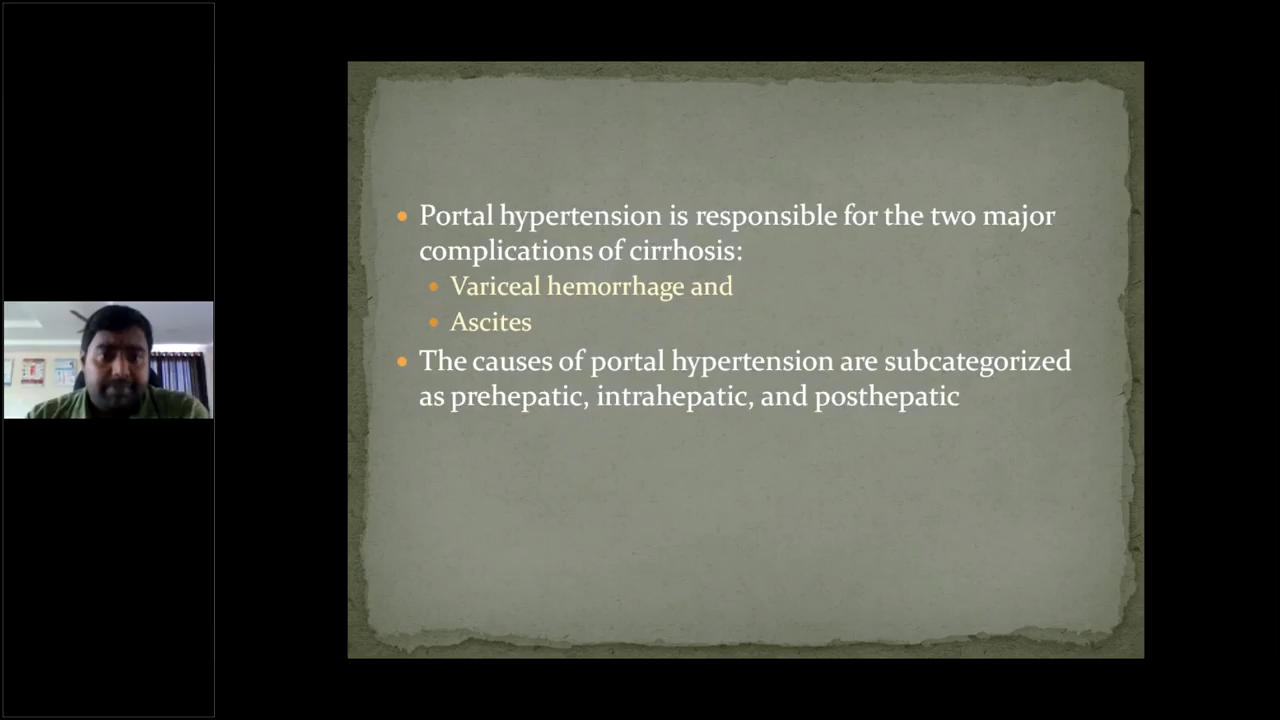 Portal hypertension is responsible for the two major
complications of cirrhosis:
Variceal hemorrhage and
Ascites
The causes of portal hypertension are subcategorized
as prehepatic, intrahepatic, and posthepatic